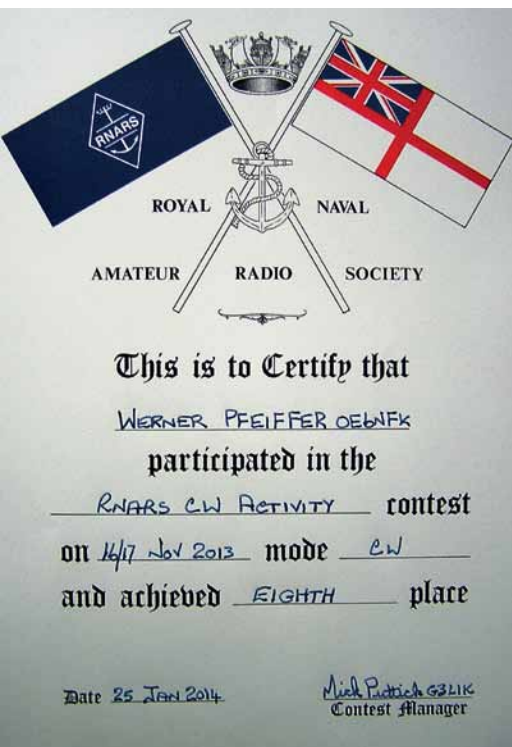 RNARS
ROYAL NAVAL
AMATEUR RADIO SOCIETY
This is to Certify that
WERNER PFEIFFER OE6NFK
participated in the
RNARS CW ACTIVITY contest
on 16/17 Nov 2013 mode CW
and achieved EIGHTH place
Date 25 JAN 2014 Mick Puttick G3LIK
Contest Manager